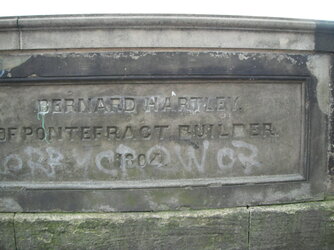 BERNARD HARTLEY.
OF PONTEFRACT BUILDER.
1804.